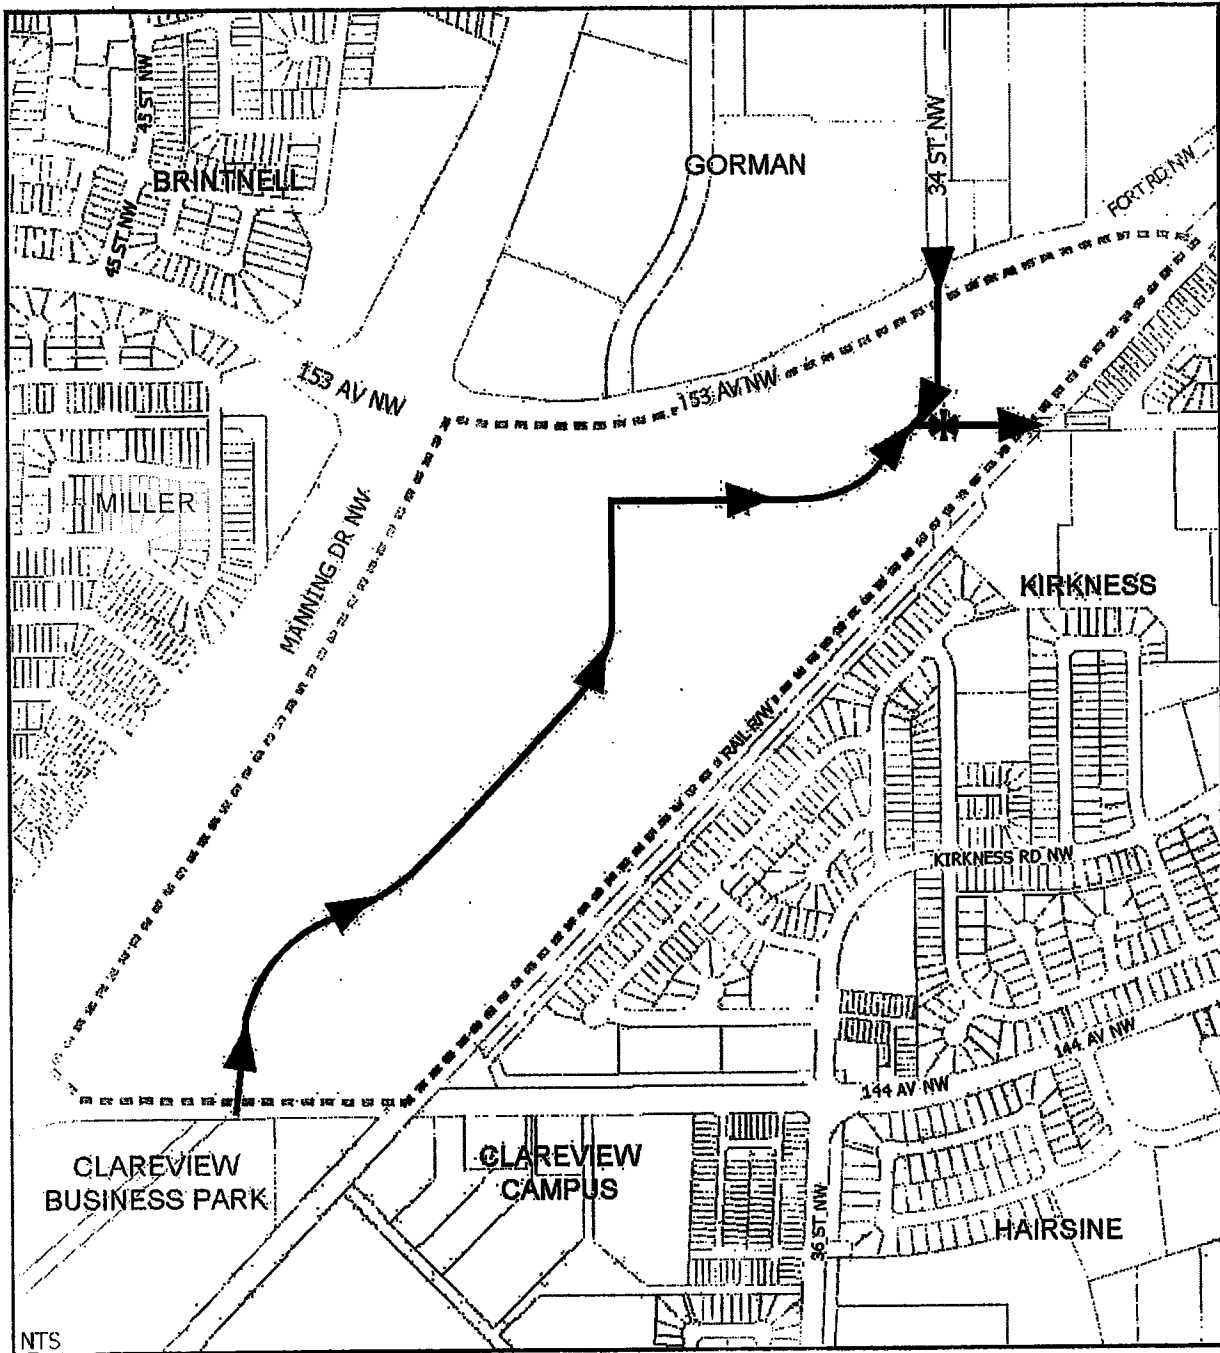 45 ST NW
34 ST. NW
GORMAN
FORT RD NW
BRINTNELL
45 ST NW
153 AV NW
153 AV NW
MILLER
MANNING DR NW
KIRKNESS
RAIL R/W
KIRKNESS RD NW
144 AV NW
144 AV NW
CLAREVIEW
BUSINESS PARK
CLAREVIEW
CAMPUS
36 ST NW
HAIRSINE
NTS